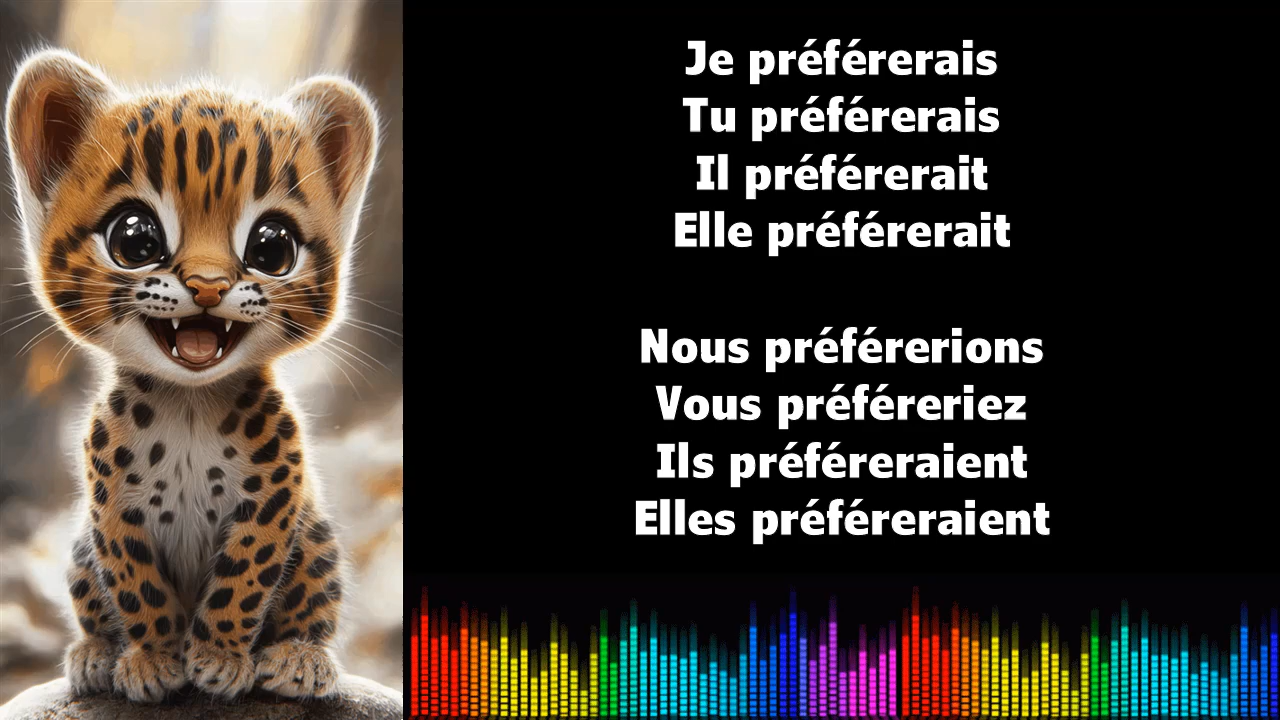 Je préférerais
Tu préférerais
Il préférerait
Elle préférerait
Nous préférerions
Vous préféreriez
Ils préféreraient
Elles préféreraient